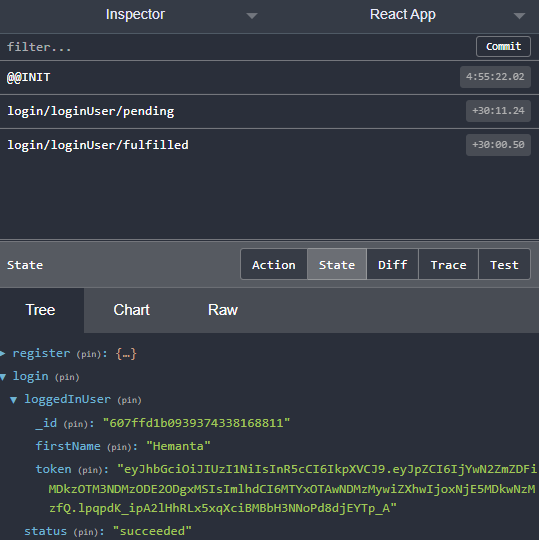 Inspector React App
filter... Commit
@@INIT 4:55:22.02
login/loginUser/pending +30:11.24
login/loginUser/fulfilled +30:00.50
State Action State Diff Trace Test
Tree Chart Raw
register (pin): {…}
login (pin)
loggedInUser (pin)
_id (pin): "607ffd1b0939374338168811"
firstName (pin): "Hemanta"
token (pin): "eyJhbGciOiJIUzI1NiIsInR5cCI6IkpXVCJ9.eyJpZCI6IjYwN2ZmZDFi
MDkzOTM3NDMzODE2ODgxMSIsImlhdCI6MTYxOTAwNDMzMywiZXhwIjoxNjE5MDkwNzM
zfQ.lpqpdK_ipA2lHhRLx5xqXciBMBbH3NNoPd8djEYTp_A"
status (pin): "succeeded"